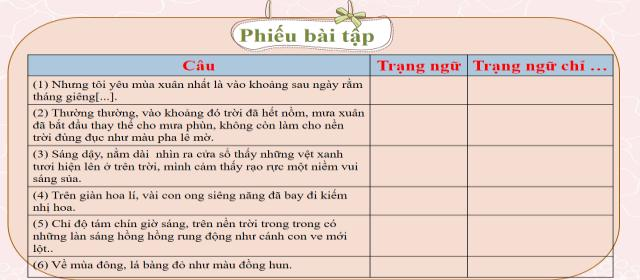 Phiếu bài tập
Câu
Trạng ngữ
Trạng ngữ chỉ …
(1) Nhưng tôi yêu mùa xuân nhất là vào khoảng sau ngày rằm
tháng giêng[...].
(2) Thường thường, vào khoảng đó trời đã hết nồm, mưa xuân
đã bắt đầu thay thế cho mưa phùn, không còn làm cho nền
trời đùng đục như màu pha lê mờ.
(3) Sáng dậy, nằm dài nhìn ra cửa sổ thấy những vệt xanh
tươi hiện lên ở trên trời, mình cảm thấy rạo rực một niềm vui
sáng sủa.
(4) Trên giàn hoa lí, vài con ong siêng năng đã bay đi kiếm
nhị hoa.
(5) Chỉ độ tám chín giờ sáng, trên nền trời trong trong có
những làn sáng hồng hồng rung động như cánh con ve mới
lột..
(6) Về mùa đông, lá bàng đỏ như màu đồng hun.